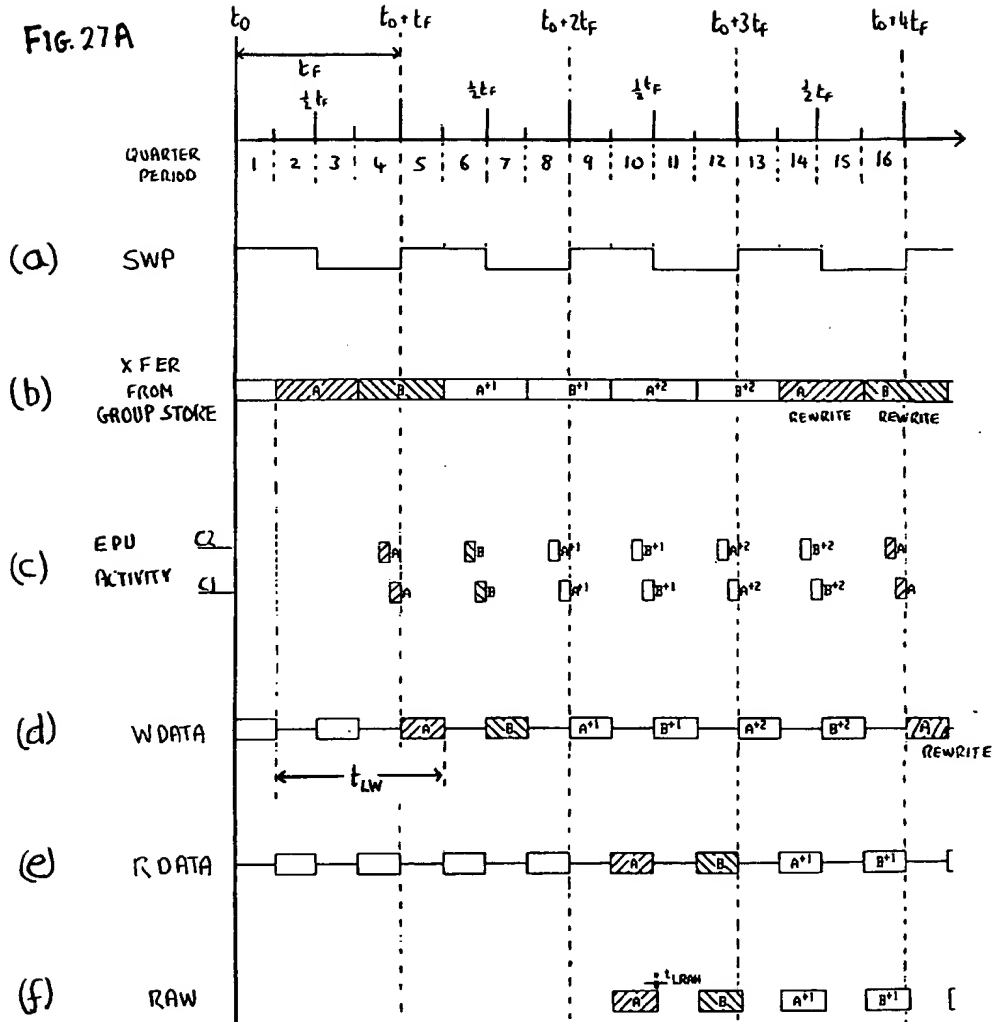 FIG. 27A
t0 t0+tF t0+2tF t0+3tF t0+4tF
tF
½tF ½tF ½tF ½tF
QUARTER PERIOD 1 2 3 4 5 6 7 8 9 10 11 12 13 14 15 16
(a) SWP
(b) XFER FROM GROUP STORE A B A+1 B+1 A+2 B+2 A B
REWRITE REWRITE
(c) EPU ACTIVITY
C2 A B A+1 B+1 A+2 B+2 A
C1 A B A+1 B+1 A+2 B+2 A
(d) WDATA A B A+1 B+1 A+2 B+2 A
REWRITE
tLW
(e) RDATA A B A+1 B+1
tLRAW
(f) RAW A B A+1 B+1